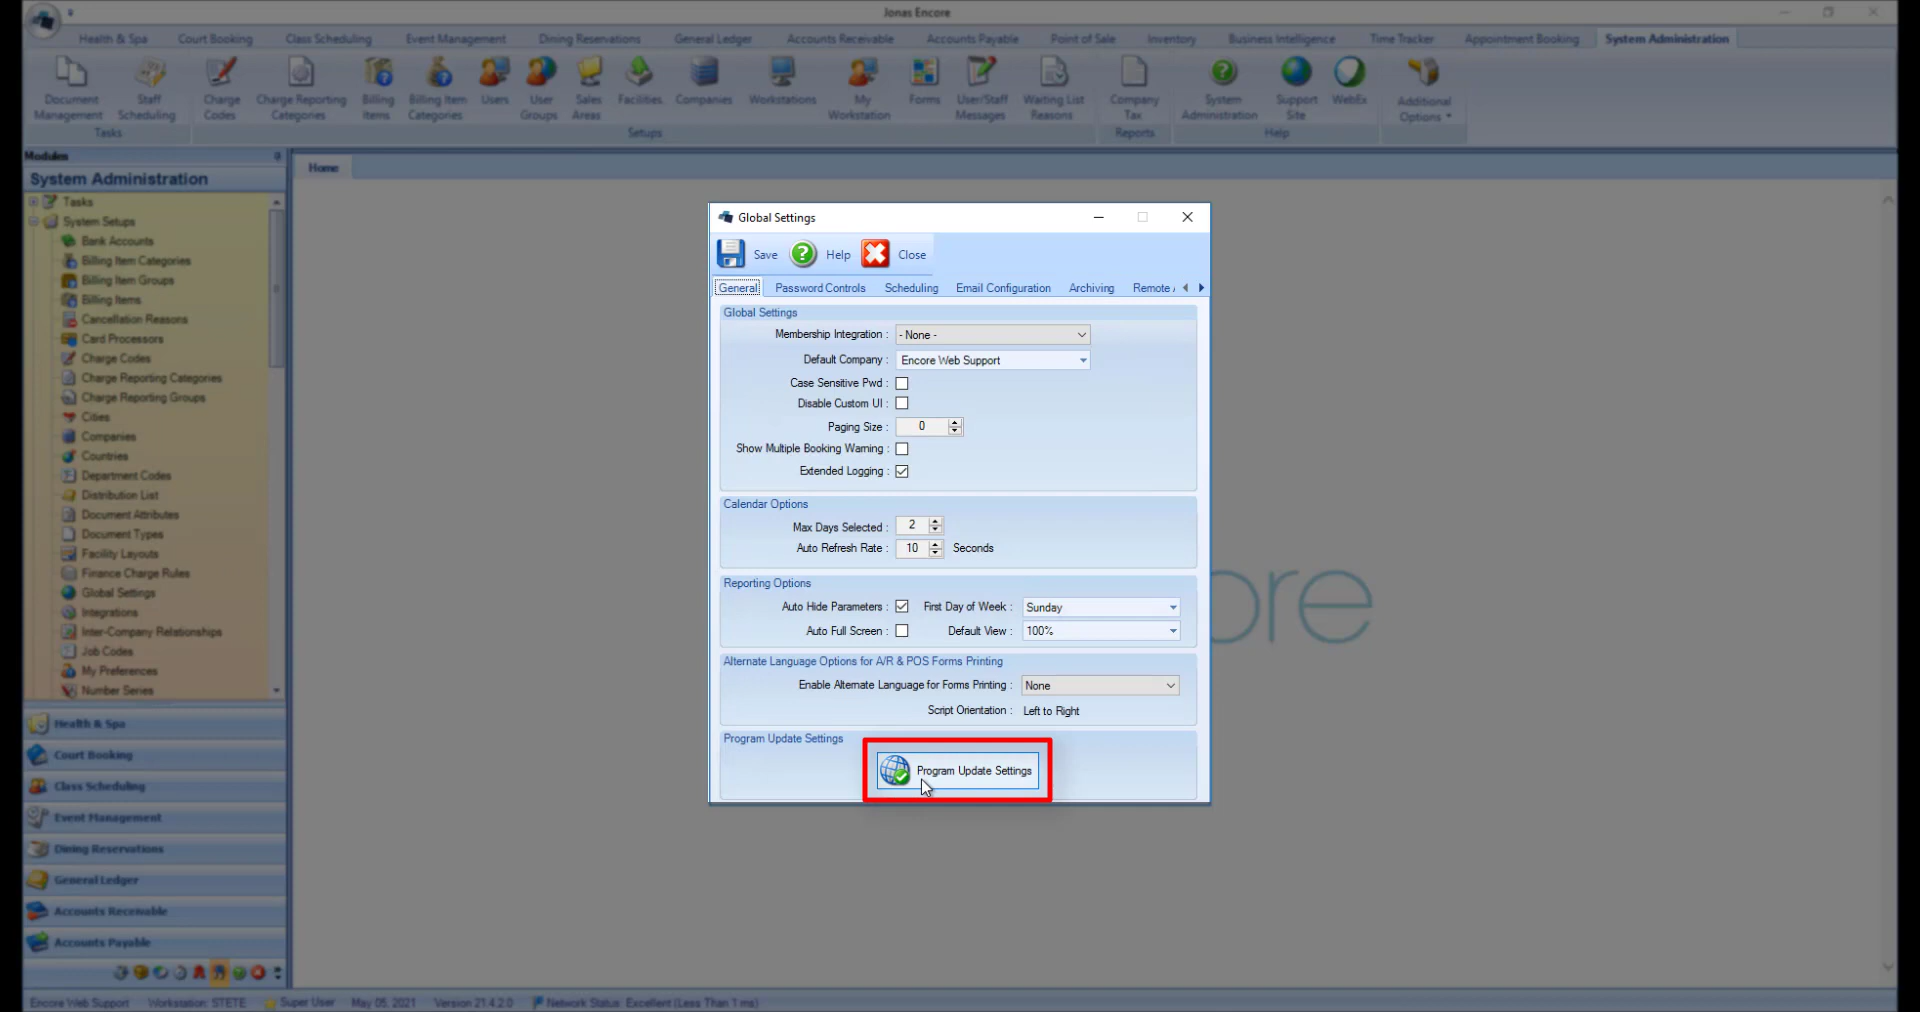 Jonas Encore
Health & Spa Court Booking Class Scheduling Event Management Dining Reservations General Ledger Accounts Receivable Accounts Payable Point of Sale Inventory Business Intelligence Time Tracker Appointment Booking System Administration
Document Management Staff Scheduling Charge Codes Charge Reporting Categories Billing Items Billing Item Categories Users User Groups Sales Areas Facilities Companies Workstations My Workstation Forms User/Staff Messages Waiting List Reasons Company Tax System Administration Support Site WebEx Additional Options
Tasks Setups Reports Help
Modules
Home
System Administration
Tasks
System Setups
Bank Accounts
Billing Item Categories
Billing Item Groups
Billing Items
Cancellation Reasons
Card Processors
Charge Codes
Charge Reporting Categories
Charge Reporting Groups
Cities
Companies
Countries
Department Codes
Distribution List
Document Attributes
Document Types
Facility Layouts
Finance Charge Rules
Global Settings
Integrations
Inter-Company Relationships
Job Codes
My Preferences
Number Series
Health & Spa
Court Booking
Class Scheduling
Event Management
Dining Reservations
General Ledger
Accounts Receivable
Accounts Payable
Global Settings
Save Help Close
General Password Controls Scheduling Email Configuration Archiving Remote
Global Settings
Membership Integration : - None -
Default Company : Encore Web Support
Case Sensitive Pwd :
Disable Custom UI :
Paging Size : 0
Show Multiple Booking Warning :
Extended Logging :
Calendar Options
Max Days Selected : 2
Auto Refresh Rate : 10 Seconds
Reporting Options
Auto Hide Parameters : First Day of Week : Sunday
Auto Full Screen : Default View : 100%
Alternate Language Options for A/R & POS Forms Printing
Enable Alternate Language for Forms Printing : None
Script Orientation : Left to Right
Program Update Settings
Program Update Settings
ore
Encore Web Support Workstation: STETE Super User May 05, 2021 Version 21.4.2.0 Network Status: Excellent (Less Than 1 ms)